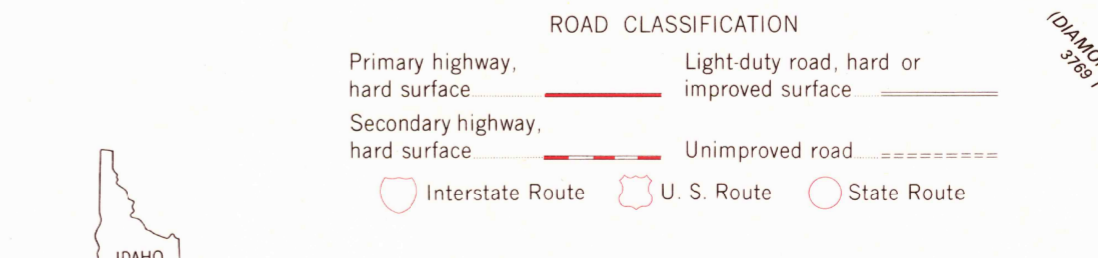 ROAD CLASSIFICATION
Primary highway,
hard surface
Light-duty road, hard or
improved surface
Secondary highway,
hard surface
Unimproved road
Interstate Route
U. S. Route
State Route
3769
IDAHO